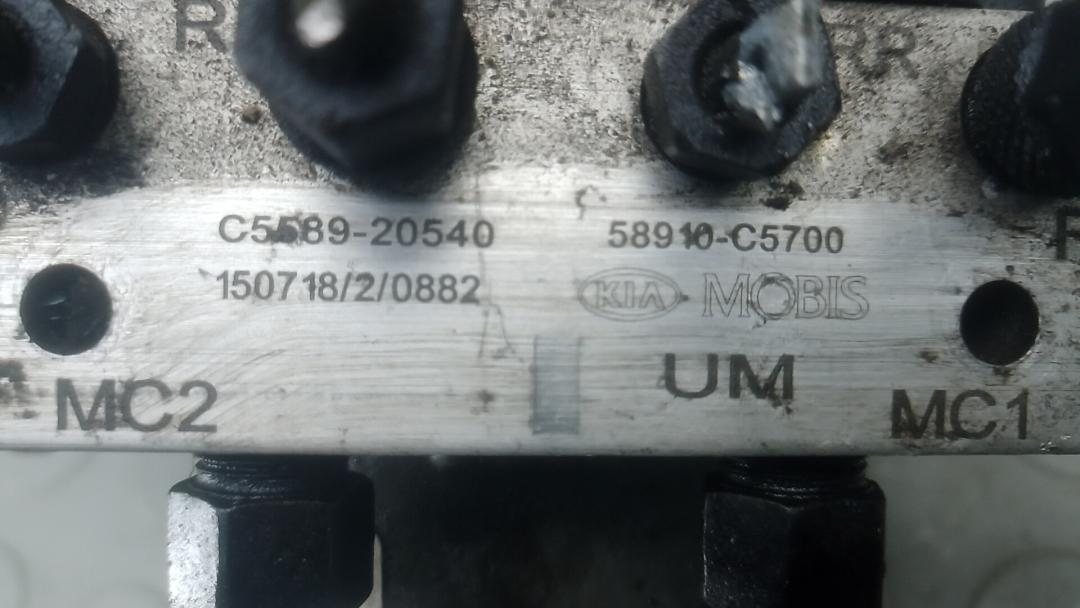 R
RR
C5589-20540
58910-C5700
150718/2/0882
KIA MOBIS
UM
MC2
MC1